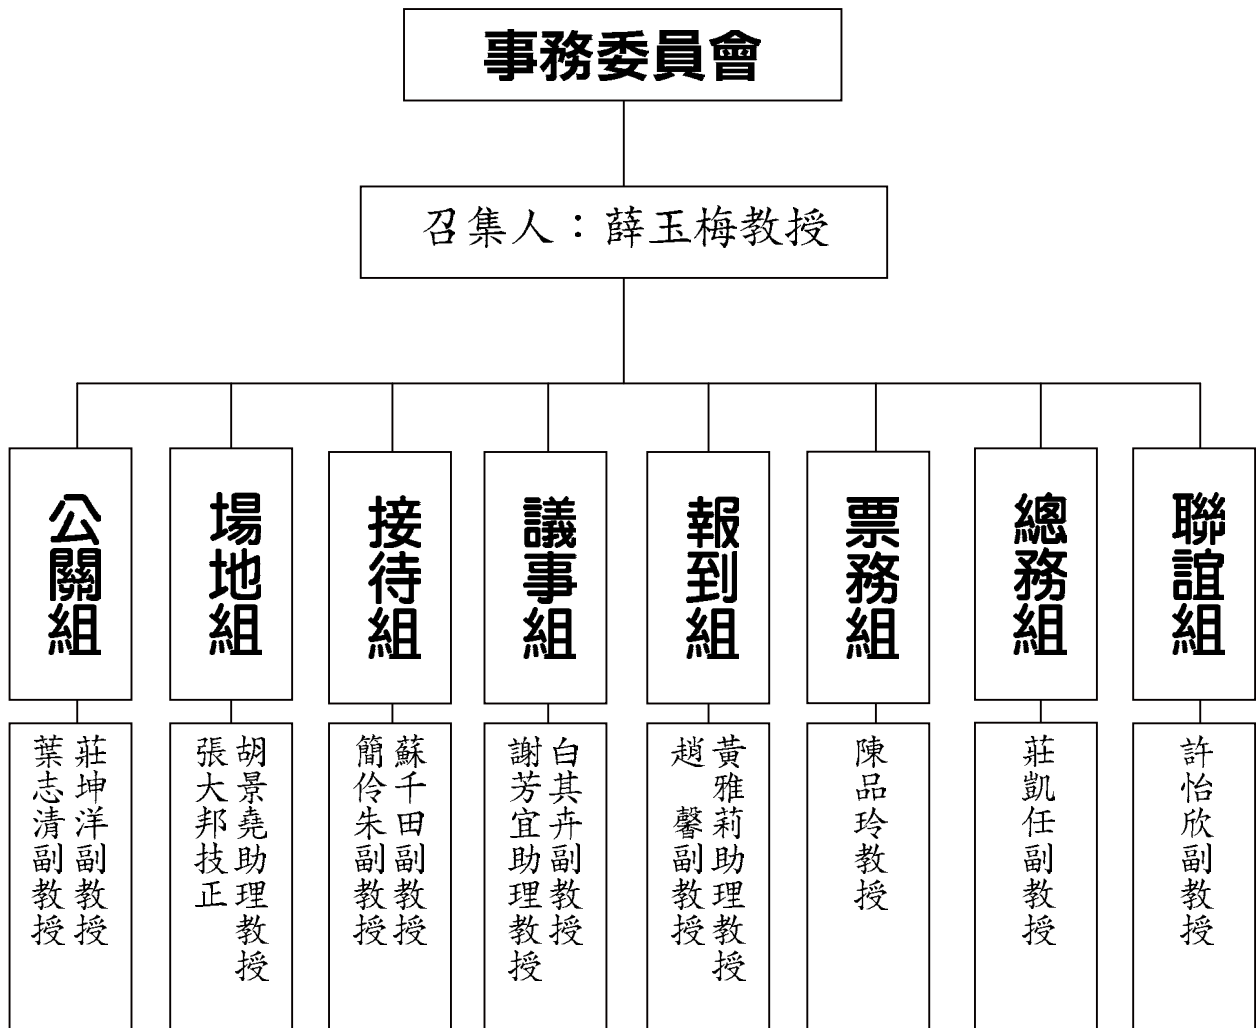 事務委員會
召集人：薛玉梅教授
公關組
莊坤洋副教授
葉志清副教授
場地組
胡景堯助理教授
張大邦技正
接待組
蘇千田副教授
簡伶朱副教授
議事組
白其卉副教授
謝芳宜助理教授
報到組
黃雅莉助理教授
趙　馨副教授
票務組
陳品玲教授
總務組
莊凱任副教授
聯誼組
許怡欣副教授